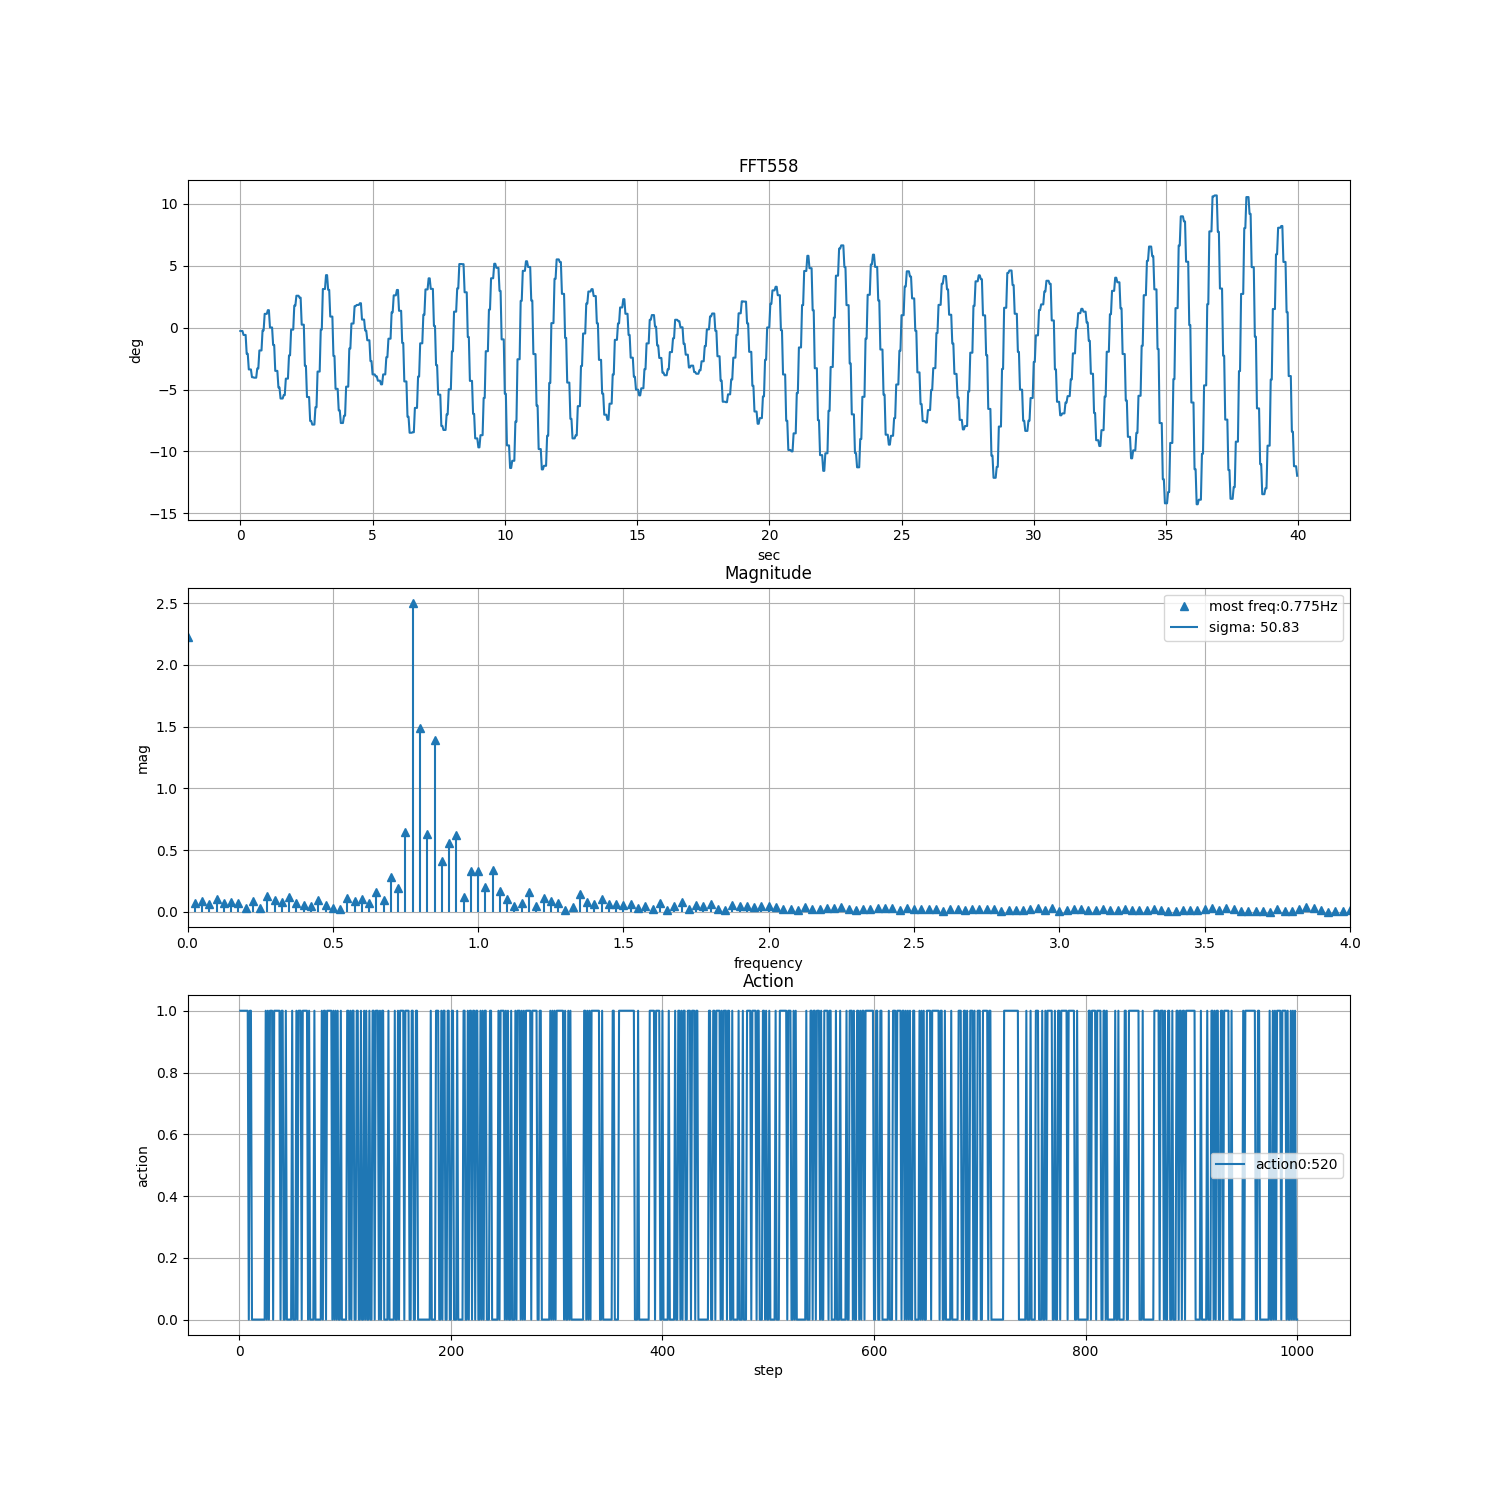 FFT558
10
5
0
−5
−10
−15
deg
0 5 10 15 20 25 30 35 40
sec
Magnitude
2.5
2.0
1.5
1.0
0.5
0.0
mag
most freq:0.775Hz
sigma: 50.83
0.0 0.5 1.0 1.5 2.0 2.5 3.0 3.5 4.0
frequency
Action
1.0
0.8
0.6
0.4
0.2
0.0
action
action0:520
0 200 400 600 800 1000
step